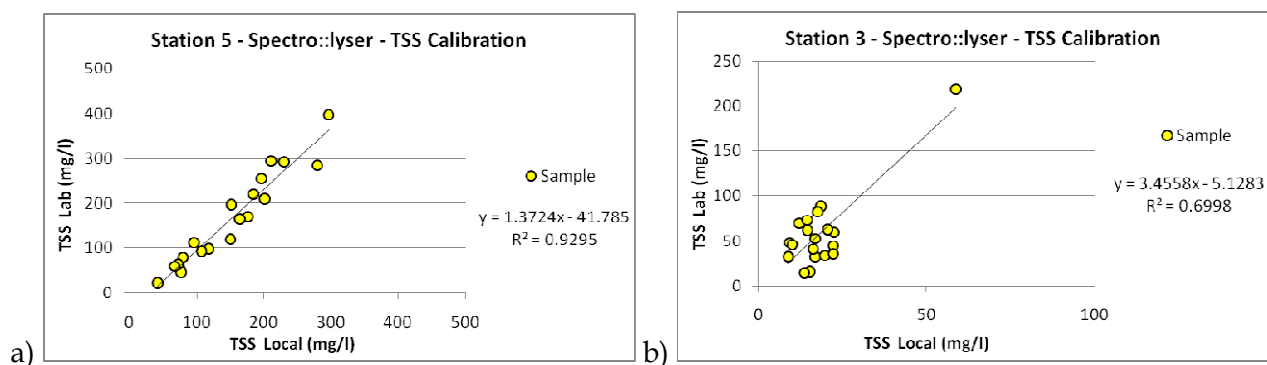 Station 5 - Spectro::lyser - TSS Calibration
500
400
300
200
100
0
0 100 200 300 400 500
TSS Lab (mg/l)
TSS Local (mg/l)
Sample
y = 1.3724x - 41.785
R² = 0.9295
a)
Station 3 - Spectro::lyser - TSS Calibration
250
200
150
100
50
0
0 100
TSS Lab (mg/l)
TSS Local (mg/l)
Sample
y = 3.4558x - 5.1283
R² = 0.6998
b)